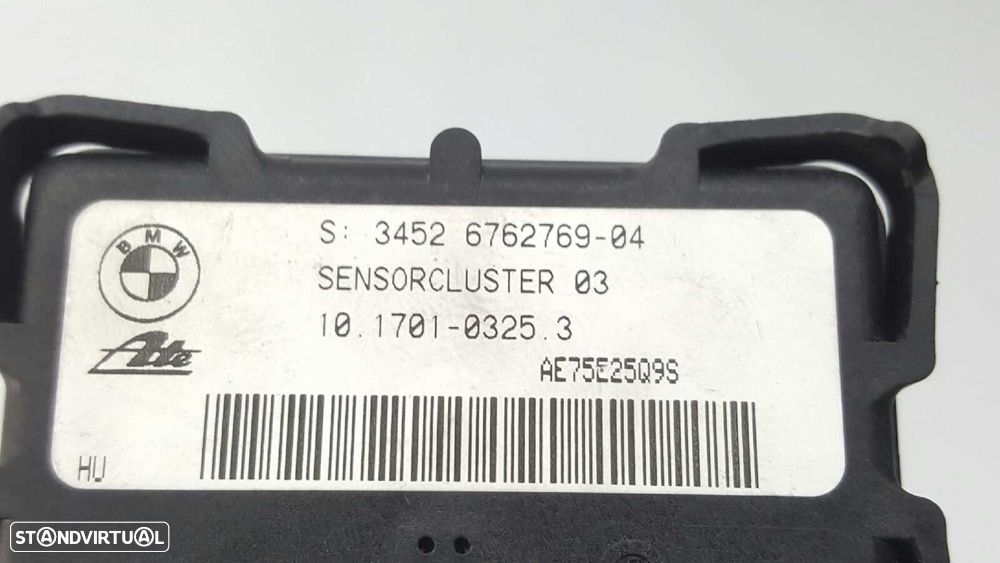 BMW
S: 3452 6762769-04
SENSORCLUSTER 03
10.1701-0325.3
Ate
AE75E25Q9S
HU
STANDVIRTUAL